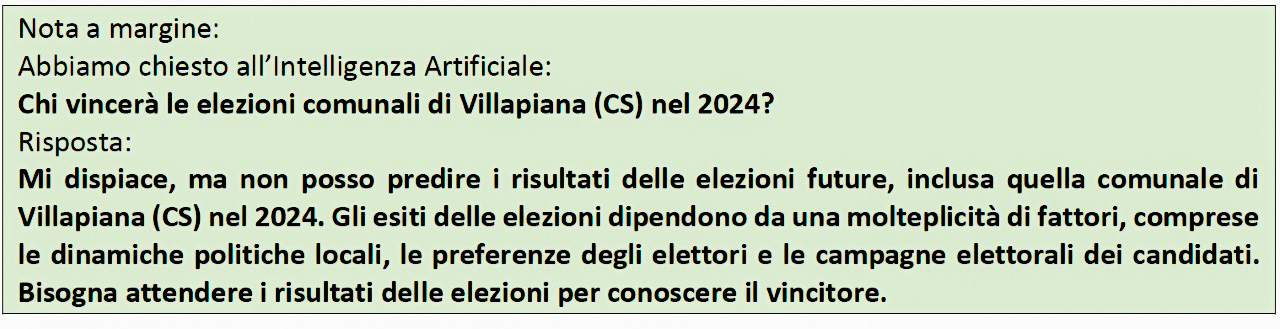 Nota a margine:
Abbiamo chiesto all’Intelligenza Artificiale:
Chi vincerà le elezioni comunali di Villapiana (CS) nel 2024?
Risposta:
Mi dispiace, ma non posso predire i risultati delle elezioni future, inclusa quella comunale di
Villapiana (CS) nel 2024. Gli esiti delle elezioni dipendono da una molteplicità di fattori, comprese
le dinamiche politiche locali, le preferenze degli elettori e le campagne elettorali dei candidati.
Bisogna attendere i risultati delle elezioni per conoscere il vincitore.